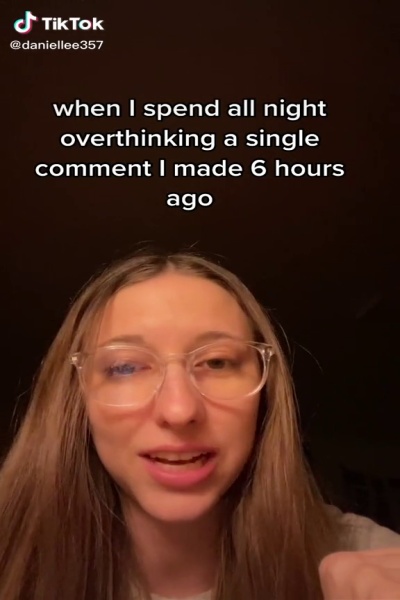 TikTok
@daniellee357
when I spend all night
overthinking a single
comment I made 6 hours
ago